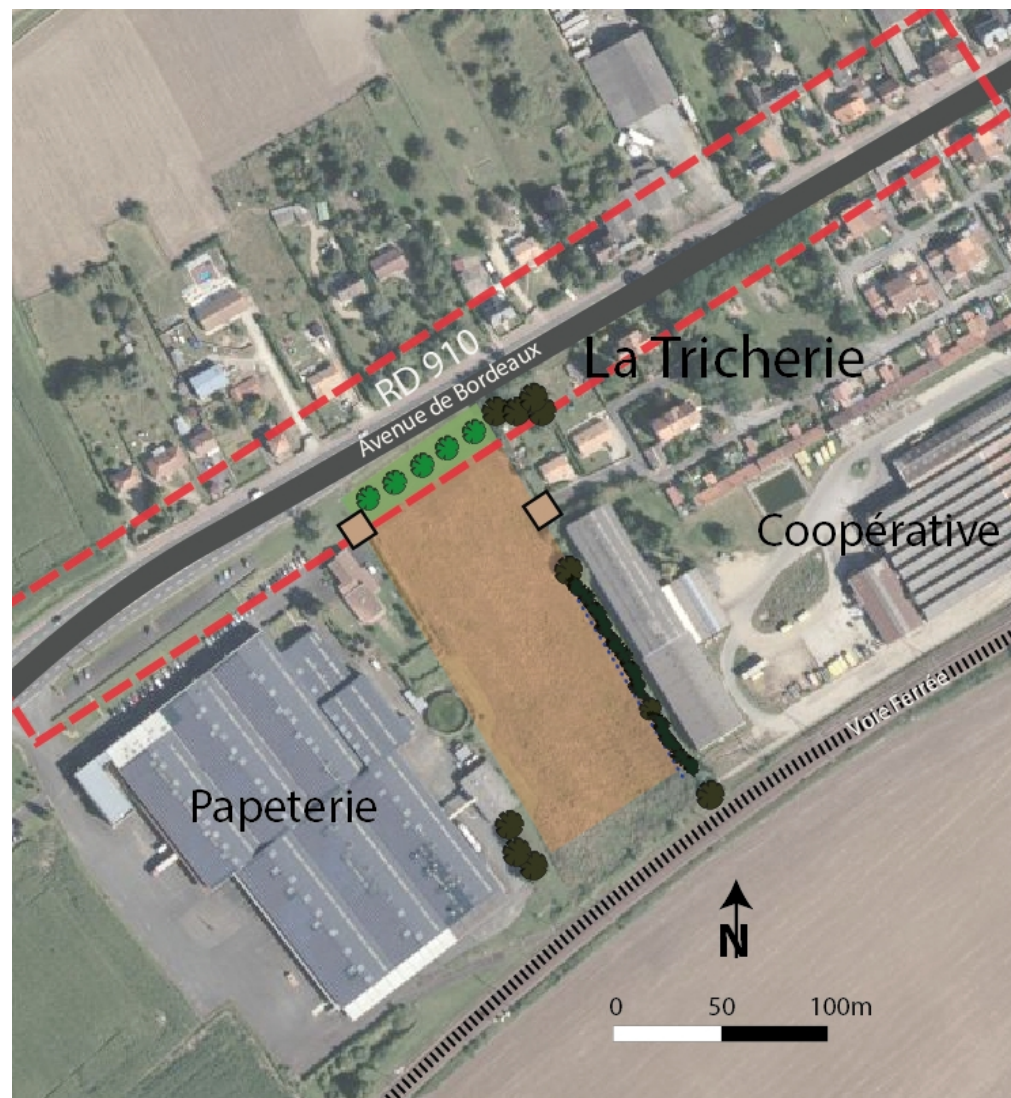 RD 910
Avenue de Bordeaux
La Tricherie
Coopérative
Voie Ferrée
Papeterie
N
0 50 100m